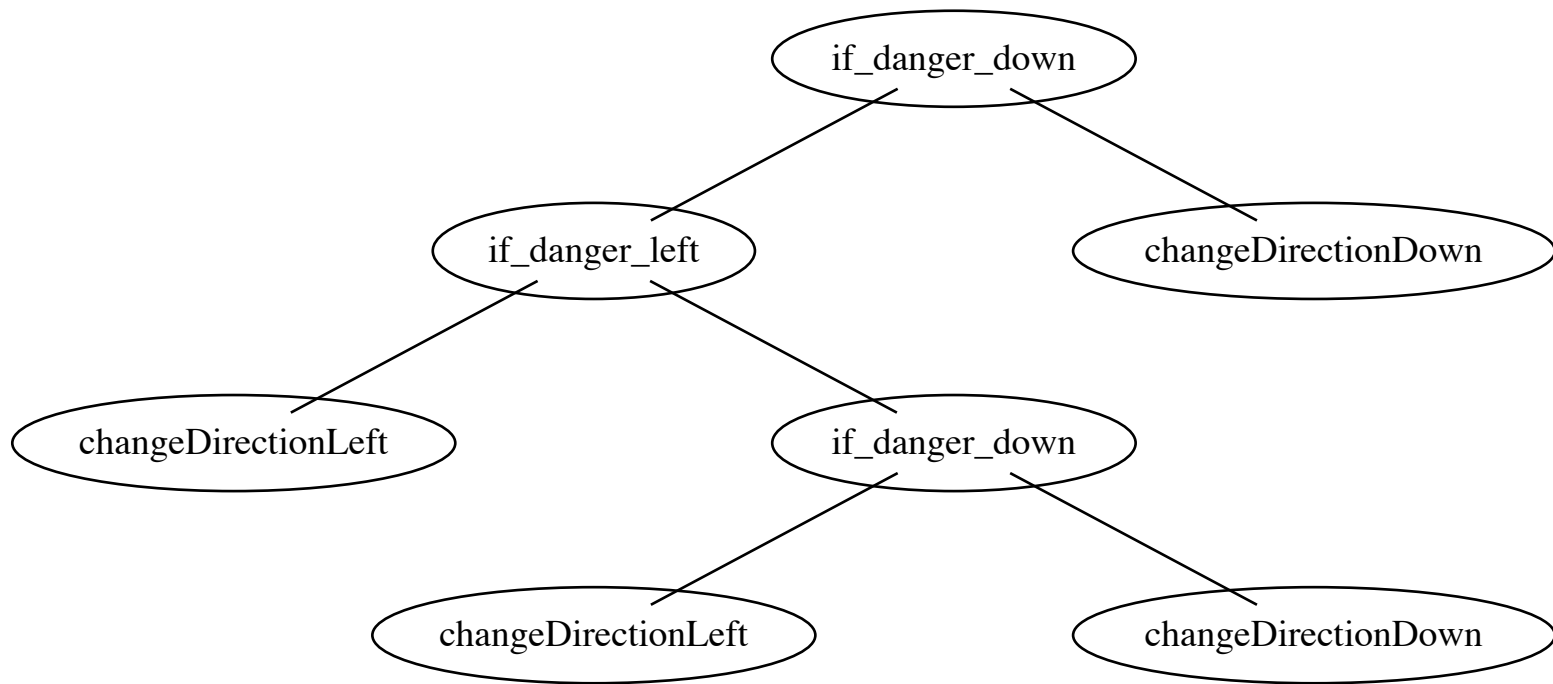 if_danger_down
if_danger_left
changeDirectionDown
changeDirectionLeft
if_danger_down
changeDirectionLeft
changeDirectionDown